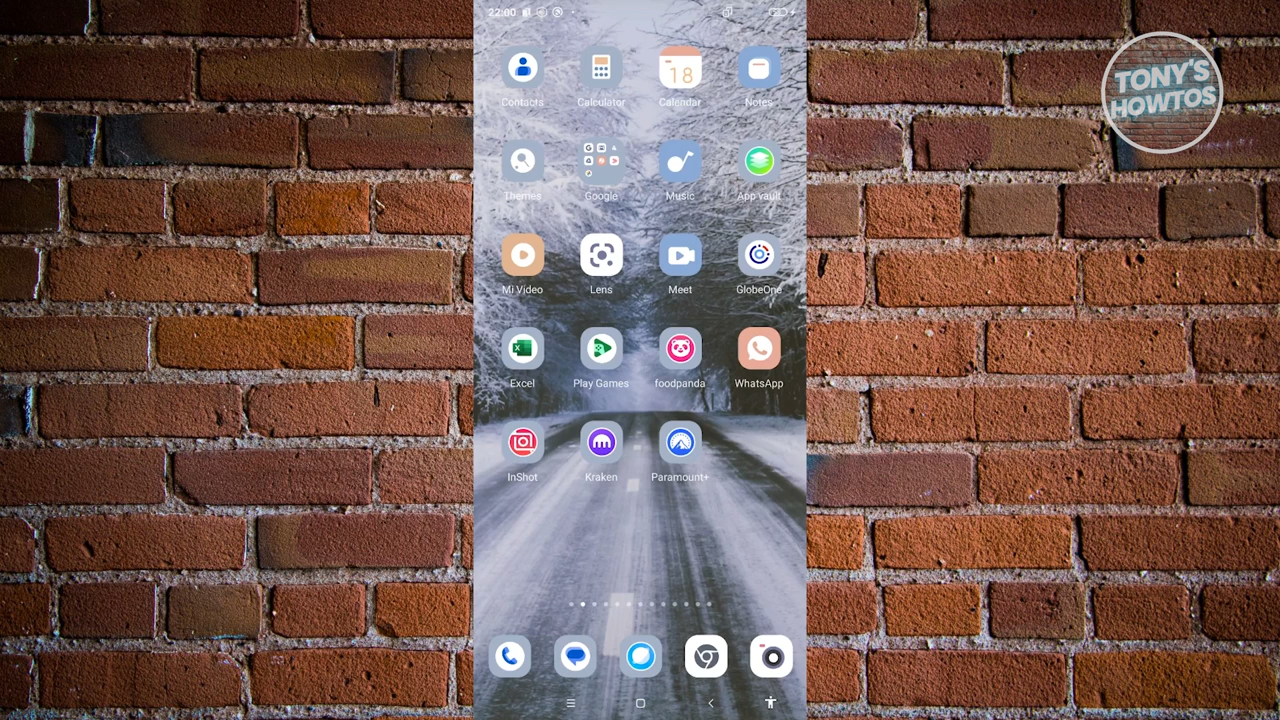 22:00
TONY'S
HOWTOS
18
Contacts Calculator Calendar Notes
Themes Google Music App vault
Mi Video Lens Meet GlobeOne
Excel Play Games foodpanda WhatsApp
InShot Kraken Paramount+